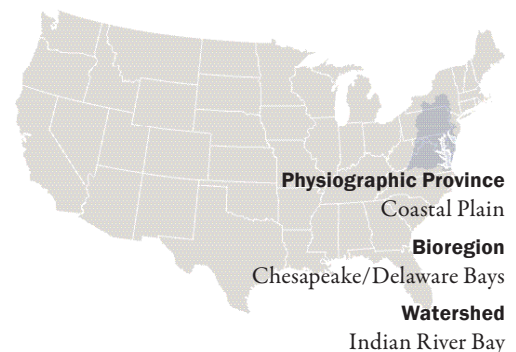 Physiographic Province
Coastal Plain
Bioregion
Chesapeake/Delaware Bays
Watershed
Indian River Bay